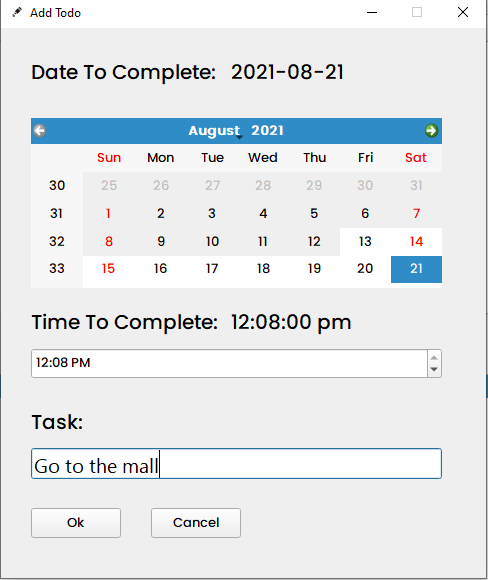 Add Todo
Date To Complete: 2021-08-21
August 2021
Sun Mon Tue Wed Thu Fri Sat
30 25 26 27 28 29 30 31
31 1 2 3 4 5 6 7
32 8 9 10 11 12 13 14
33 15 16 17 18 19 20 21
Time To Complete: 12:08:00 pm
12:08 PM
Task:
Go to the mall
Ok Cancel